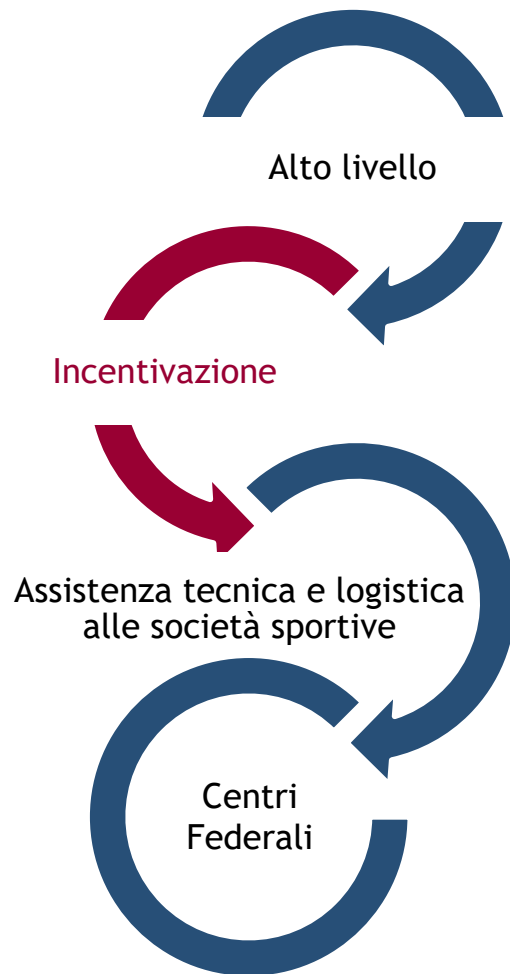 Alto livello
Incentivazione
Assistenza tecnica e logistica
alle società sportive
Centri
Federali